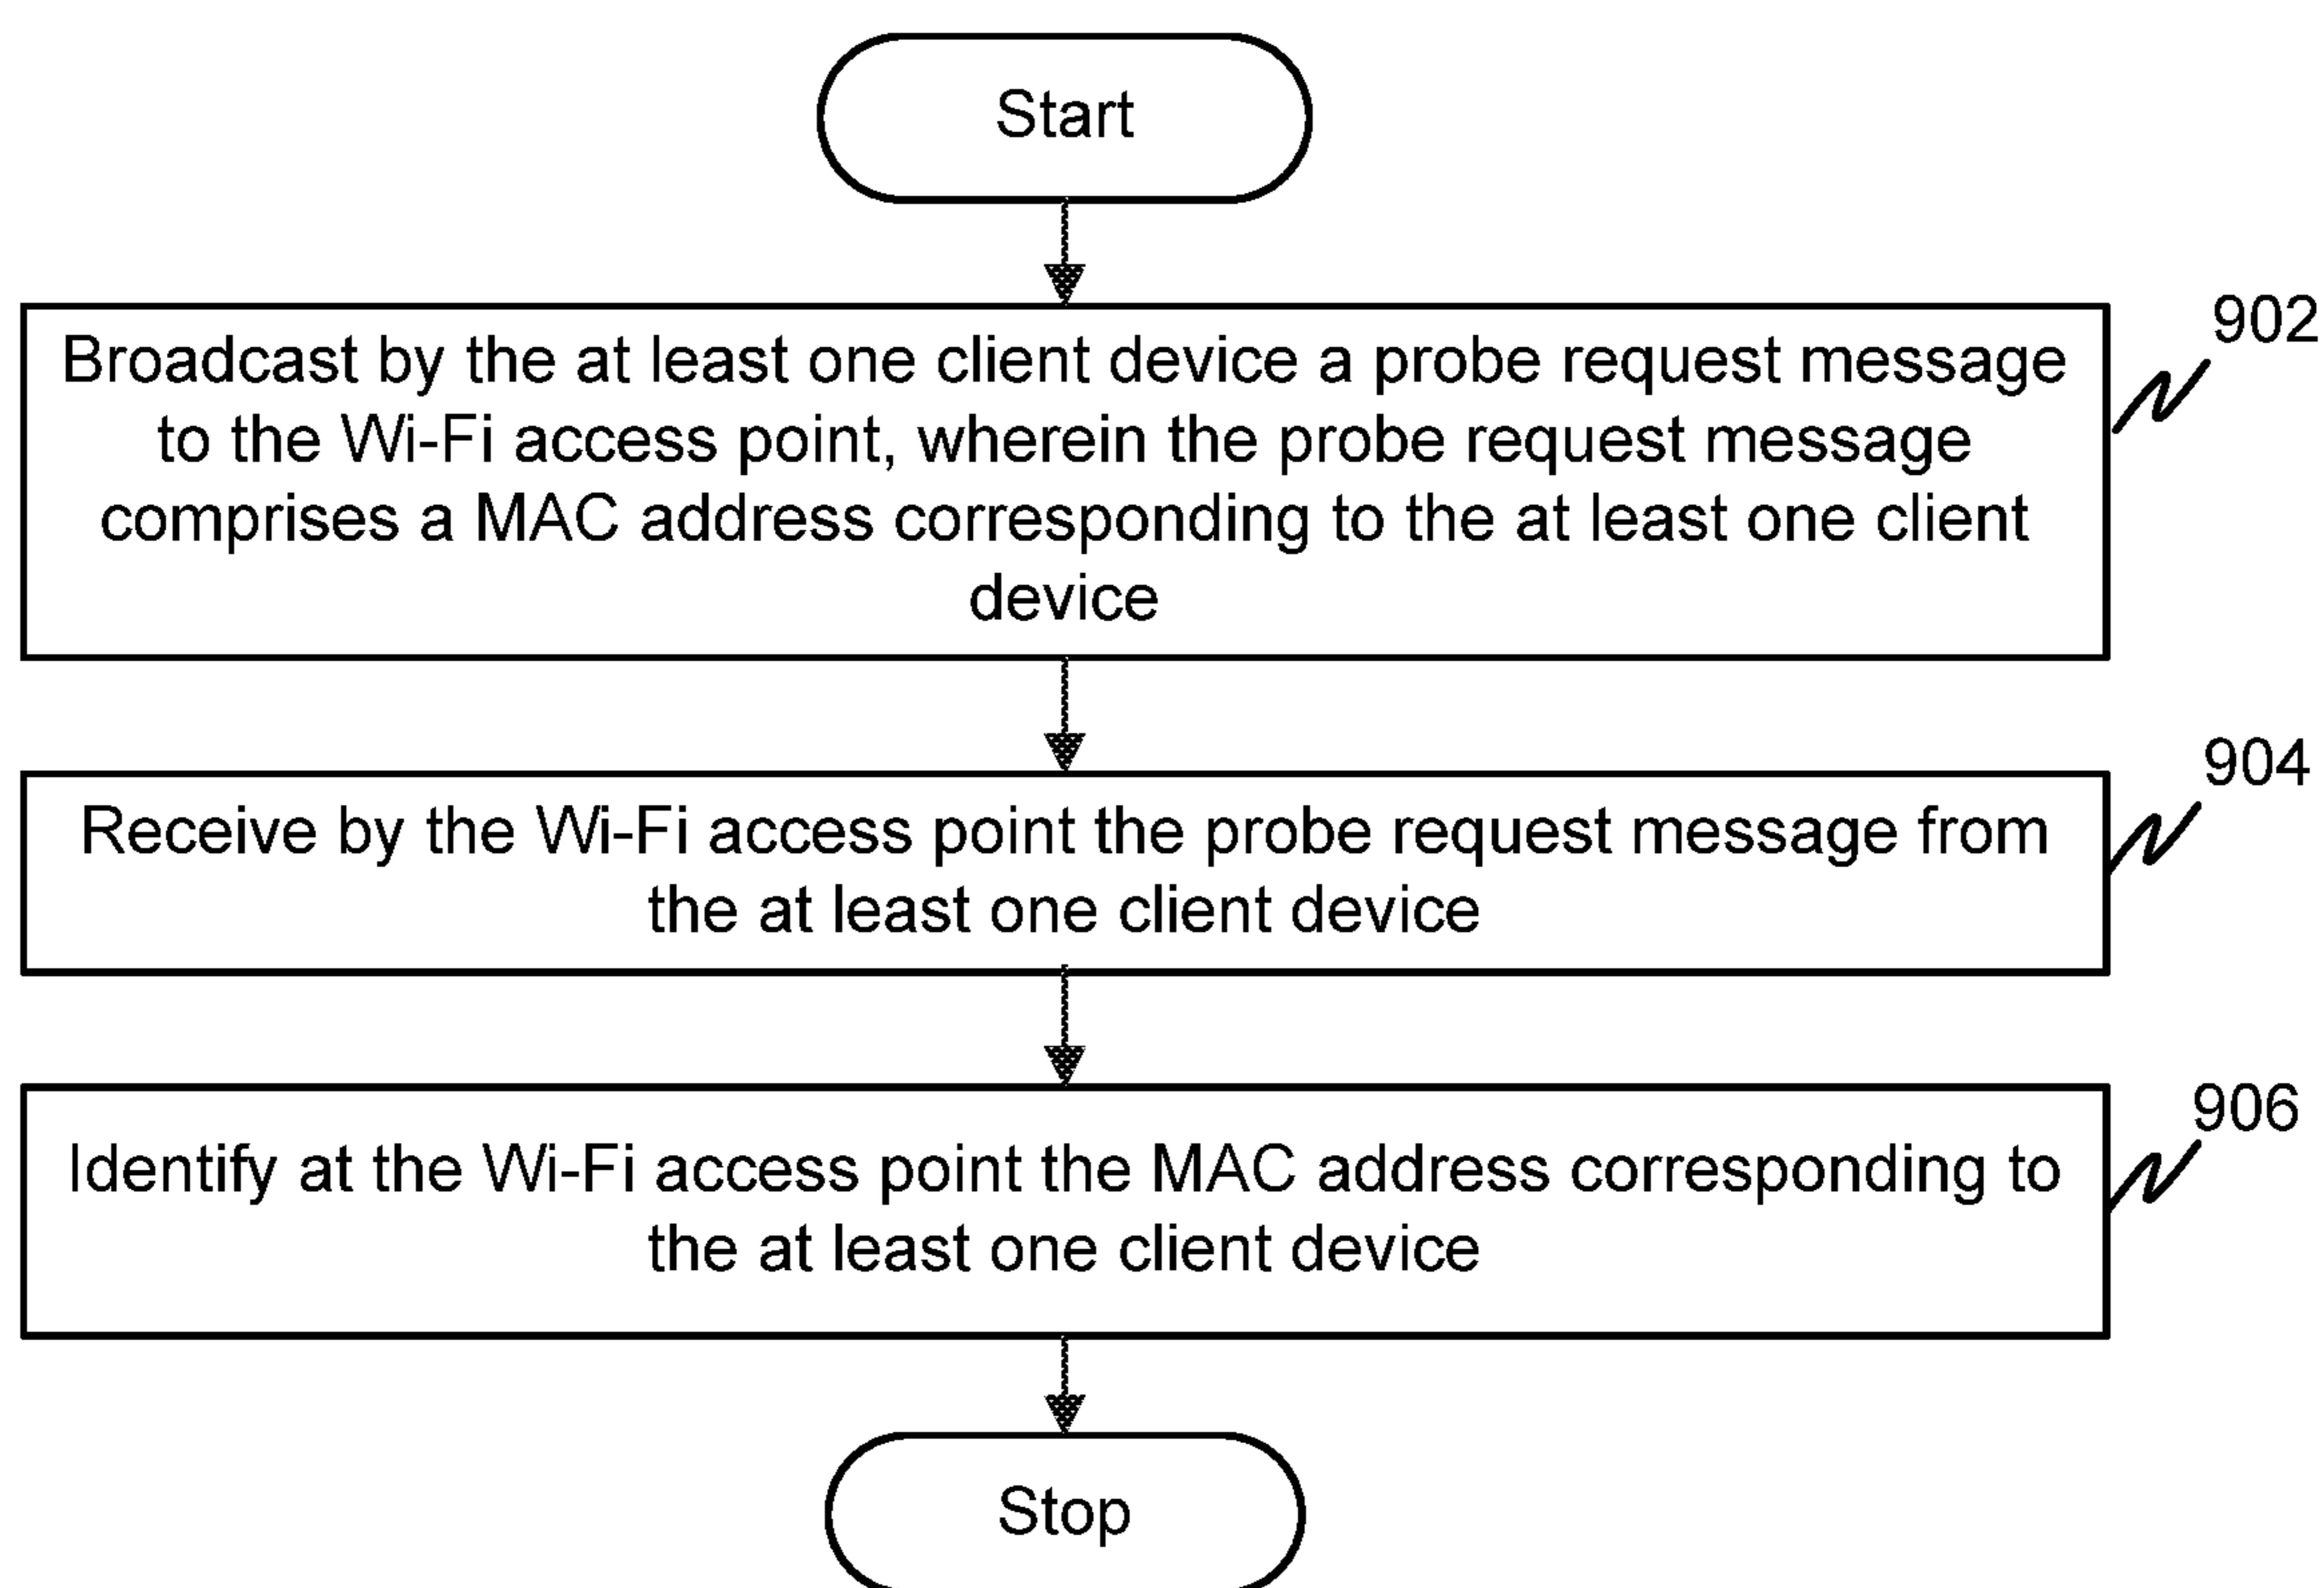 Start
902
Broadcast by the at least one client device a probe request message
to the Wi-Fi access point, wherein the probe request message
comprises a MAC address corresponding to the at least one client
device
904
Receive by the Wi-Fi access point the probe request message from
the at least one client device
906
Identify at the Wi-Fi access point the MAC address corresponding to
the at least one client device
Stop